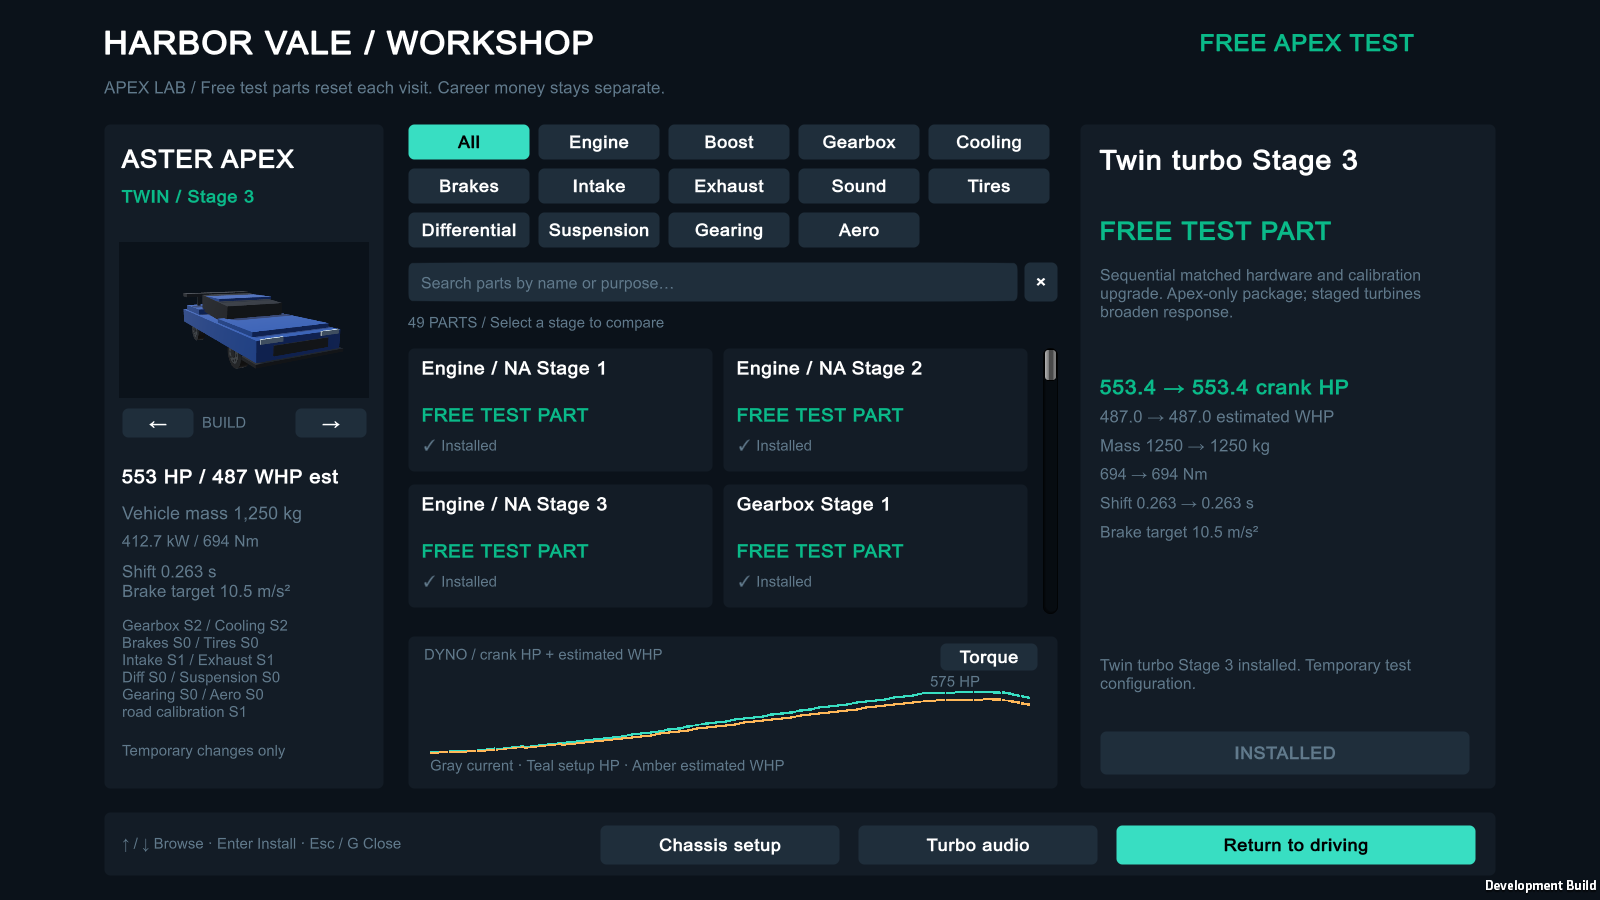 HARBOR VALE / WORKSHOP
FREE APEX TEST
APEX LAB / Free test parts reset each visit. Career money stays separate.
ASTER APEX
TWIN / Stage 3
← BUILD →
553 HP / 487 WHP est
Vehicle mass 1,250 kg
412.7 kW / 694 Nm
Shift 0.263 s
Brake target 10.5 m/s²
Gearbox S2 / Cooling S2
Brakes S0 / Tires S0
Intake S1 / Exhaust S1
Diff S0 / Suspension S0
Gearing S0 / Aero S0
road calibration S1
Temporary changes only
All Engine Boost Gearbox Cooling
Brakes Intake Exhaust Sound Tires
Differential Suspension Gearing Aero
Search parts by name or purpose... ×
49 PARTS / Select a stage to compare
Engine / NA Stage 1
FREE TEST PART
✓ Installed
Engine / NA Stage 2
FREE TEST PART
✓ Installed
Engine / NA Stage 3
FREE TEST PART
✓ Installed
Gearbox Stage 1
FREE TEST PART
✓ Installed
DYNO / crank HP + estimated WHP
Torque
575 HP
Gray current · Teal setup HP · Amber estimated WHP
Twin turbo Stage 3
FREE TEST PART
Sequential matched hardware and calibration
upgrade. Apex-only package; staged turbines
broaden response.
553.4 → 553.4 crank HP
487.0 → 487.0 estimated WHP
Mass 1250 → 1250 kg
694 → 694 Nm
Shift 0.263 → 0.263 s
Brake target 10.5 m/s²
Twin turbo Stage 3 installed. Temporary test
configuration.
INSTALLED
↑ / ↓ Browse · Enter Install · Esc / G Close
Chassis setup
Turbo audio
Return to driving
Development Build